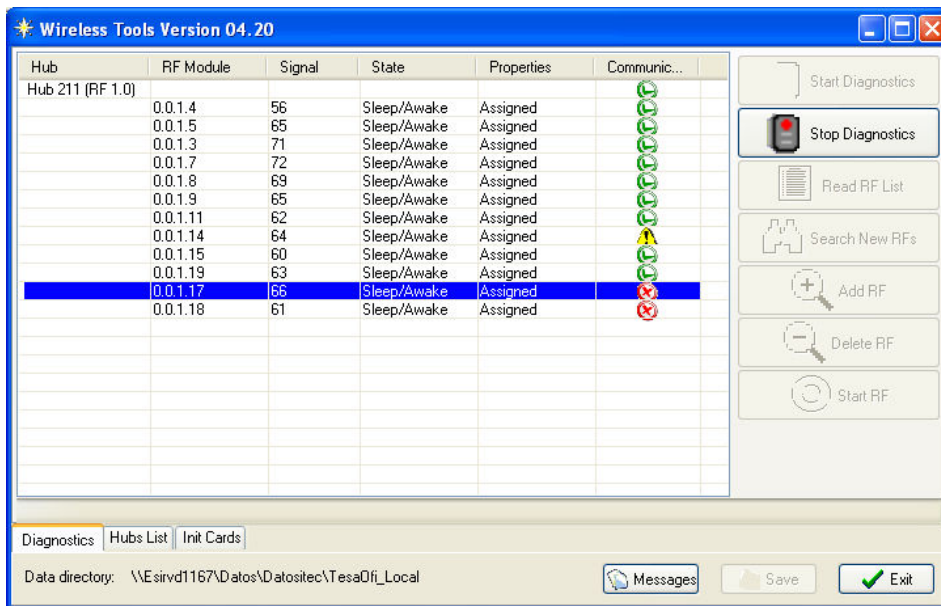 Wireless Tools Version 04.20
Hub RF Module Signal State Properties Communic...
Hub 211 (RF 1.0)
0.0.1.4 56 Sleep/Awake Assigned
0.0.1.5 65 Sleep/Awake Assigned
0.0.1.3 71 Sleep/Awake Assigned
0.0.1.7 72 Sleep/Awake Assigned
0.0.1.8 69 Sleep/Awake Assigned
0.0.1.9 65 Sleep/Awake Assigned
0.0.1.11 62 Sleep/Awake Assigned
0.0.1.14 64 Sleep/Awake Assigned
0.0.1.15 60 Sleep/Awake Assigned
0.0.1.19 63 Sleep/Awake Assigned
0.0.1.17 66 Sleep/Awake Assigned
0.0.1.18 61 Sleep/Awake Assigned
Start Diagnostics
Stop Diagnostics
Read RF List
Search New RFs
Add RF
Delete RF
Start RF
Diagnostics Hubs List Init Cards
Data directory: \\Esirvd1167\Datos\Datositec\TesaOfi_Local
Messages Save Exit